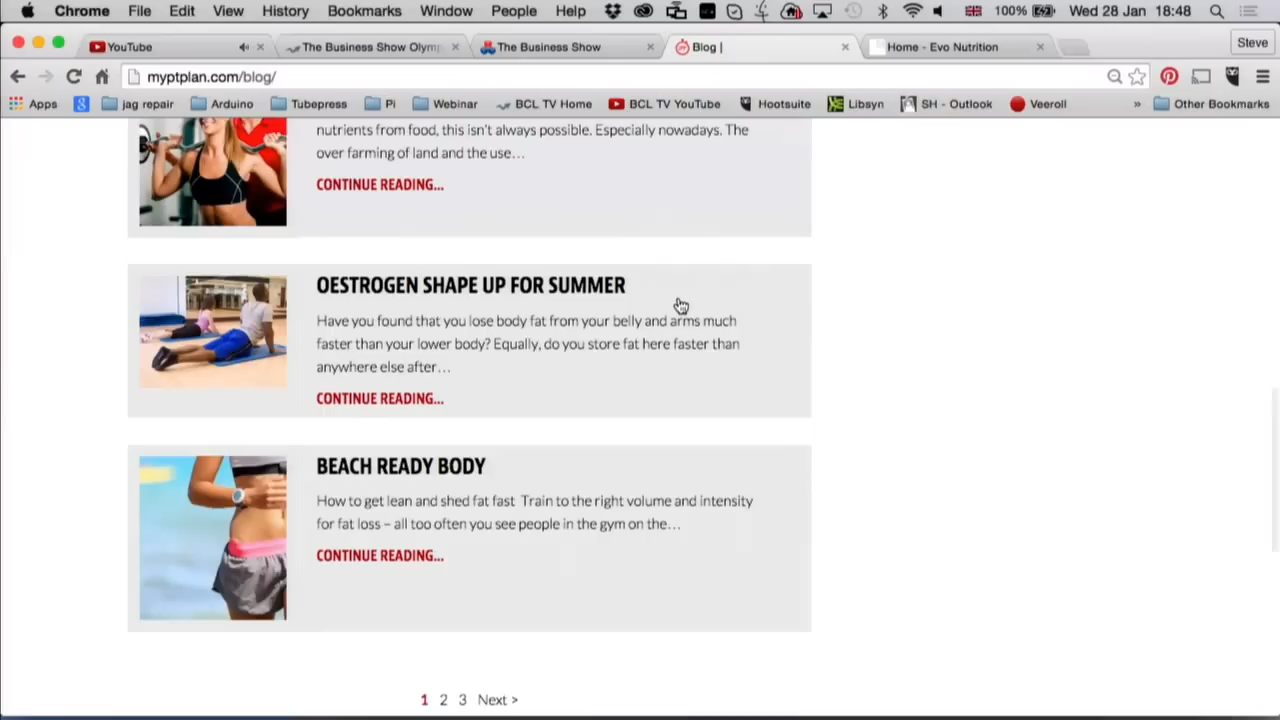 Chrome File Edit View History Bookmarks Window People Help 100% Wed 28 Jan 18:48
YouTube The Business Show Olym The Business Show Blog | Home - Evo Nutrition Steve
myptplan.com/blog/
Apps jag repair Arduino Tubepress Pi Webinar BCL TV Home BCL TV YouTube Hootsuite Libsyn SH - Outlook Veeroll » Other Bookmarks
nutrients from food, this isn't always possible. Especially nowadays. The
over farming of land and the use…
CONTINUE READING...
OESTROGEN SHAPE UP FOR SUMMER
Have you found that you lose body fat from your belly and arms much
faster than your lower body? Equally, do you store fat here faster than
anywhere else after…
CONTINUE READING...
BEACH READY BODY
How to get lean and shed fat fast Train to the right volume and intensity
for fat loss – all too often you see people in the gym on the…
CONTINUE READING...
1 2 3 Next >